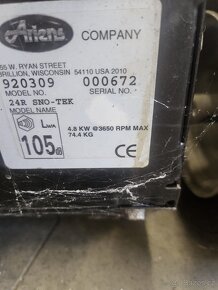 Ariens COMPANY
655 W. RYAN STREET
BRILLION, WISCONSIN 54110 USA 2010
920309 000672
MODEL NO. SERIAL NO.
24R SNO-TEK
MODEL NAME
LWA
105
4.8 KW @3650 RPM MAX
74.4 KG
CE